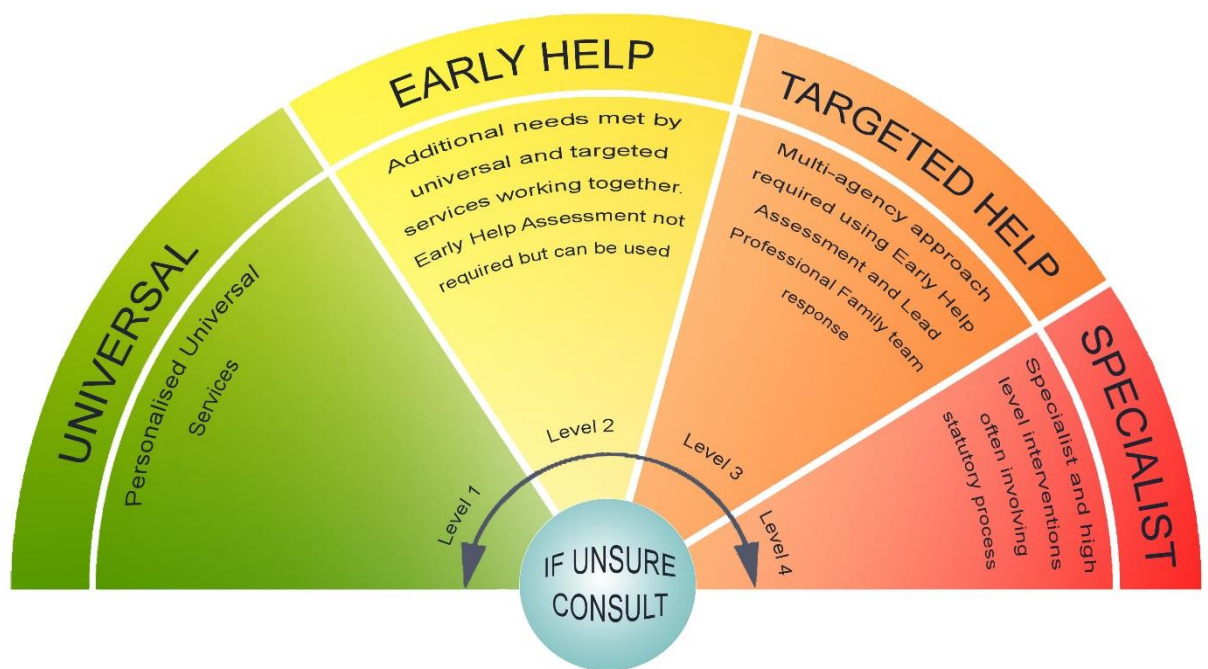 UNIVERSAL
Personalised Universal
Services
Level 1
EARLY HELP
Additional needs met by
universal and targeted
services working together.
Early Help Assessment not
required but can be used
Level 2
TARGETED HELP
Multi-agency approach
required using Early Help
Assessment and Lead
Professional Family team
response
Level 3
SPECIALIST
Specialist and high
level interventions
often involving
statutory process
Level 4
IF UNSURE
CONSULT